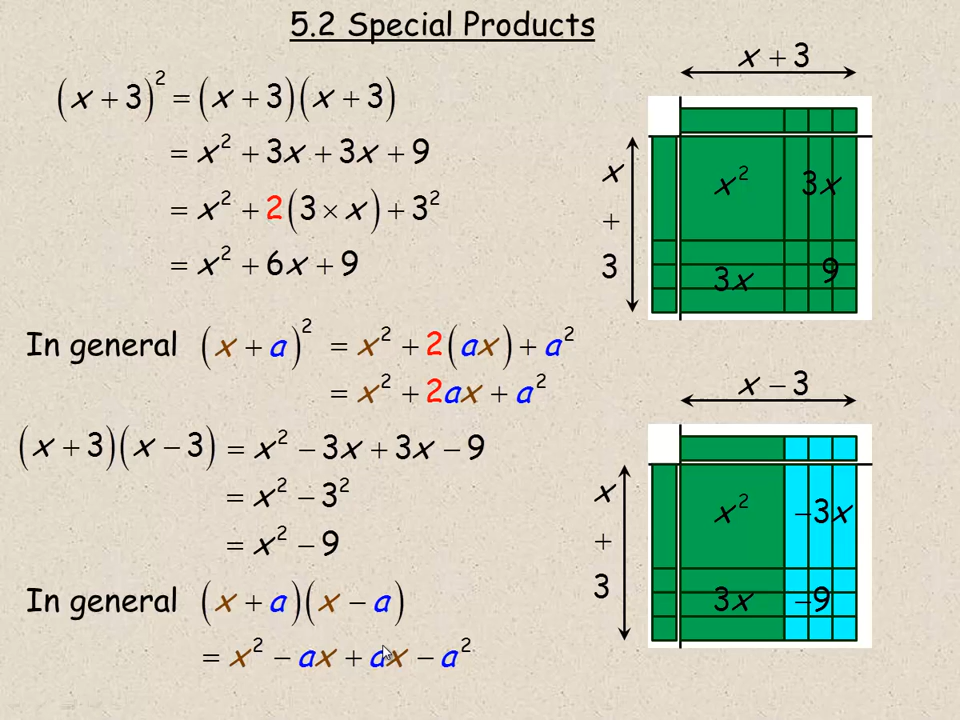 5.2 Special Products
(x + 3)² = (x + 3)(x + 3)
= x² + 3x + 3x + 9
= x² + 2(3 × x) + 3²
= x² + 6x + 9
x + 3
x
+
3
x² 3x
3x 9
In general (x + a)² = x² + 2(ax) + a²
= x² + 2ax + a²
(x + 3)(x − 3) = x² − 3x + 3x − 9
= x² − 3²
= x² − 9
x − 3
x
+
3
x² −3x
3x −9
In general (x + a)(x − a)
= x² − ax + ax − a²